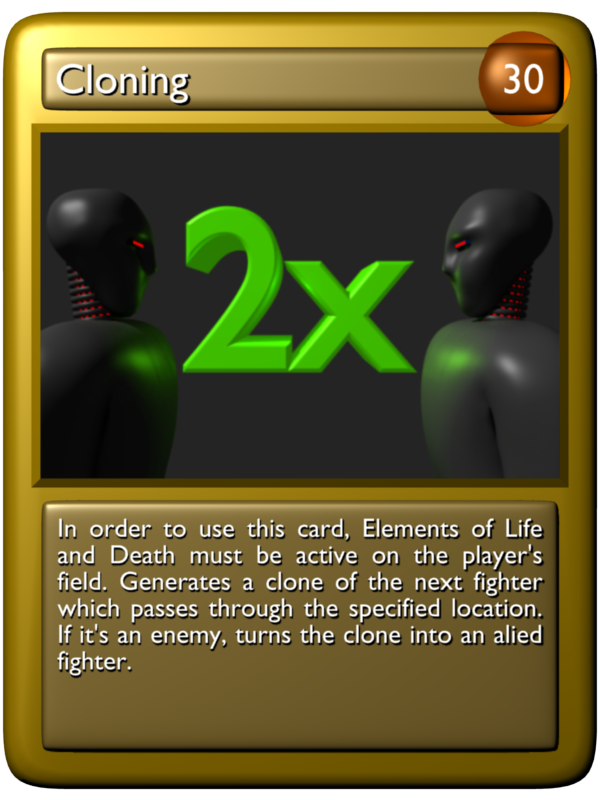 Cloning
30
2x
In order to use this card, Elements of Life
and Death must be active on the player's
field. Generates a clone of the next fighter
which passes through the specified location.
If it's an enemy, turns the clone into an alied
fighter.